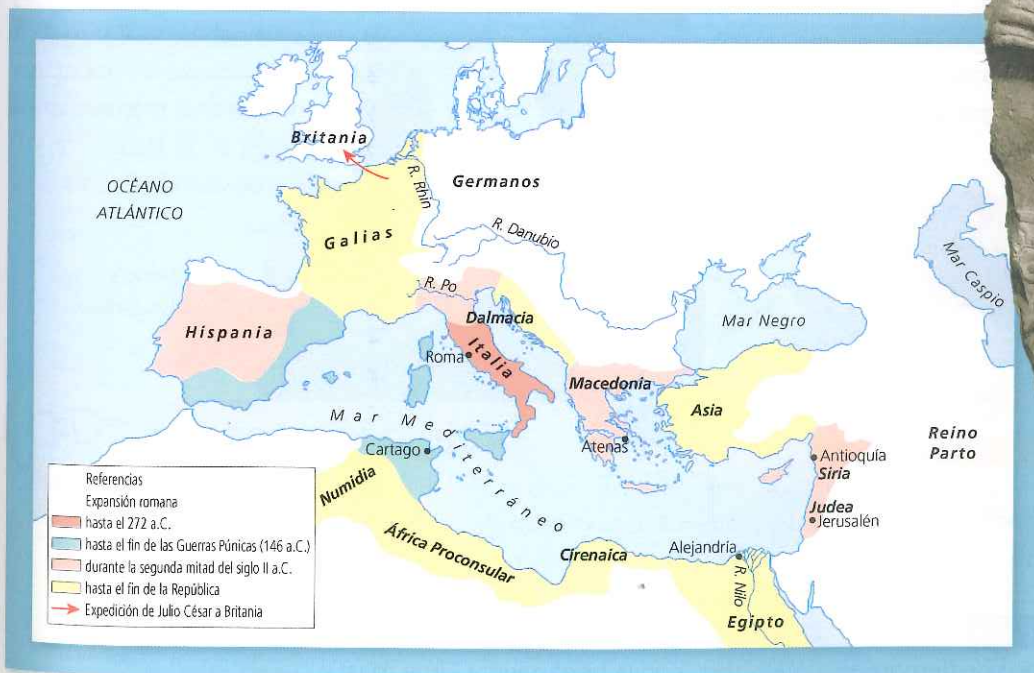 Britania
OCÉANO
ATLÁNTICO
R. Rhin
Germanos
Galias
R. Danubio
R. Po
Mar Caspio
Dalmacia
Mar Negro
Hispania
Roma
Italia
Macedonia
Asia
Mar Mediterráneo
Atenas
Reino
Parto
Cartago
Antioquía
Siria
Numidia
Judea
Jerusalén
África Proconsular
Cirenaica
Alejandría
R. Nilo
Egipto
Referencias
Expansión romana
hasta el 272 a.C.
hasta el fin de las Guerras Púnicas (146 a.C.)
durante la segunda mitad del siglo II a.C.
hasta el fin de la República
Expedición de Julio César a Britania